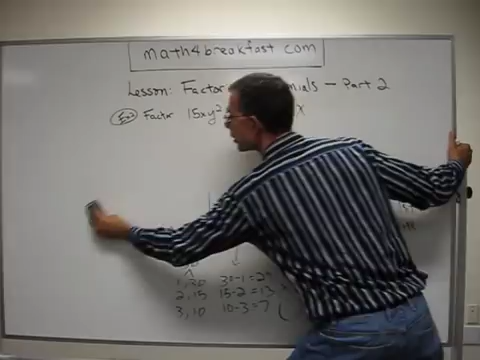 math4breakfast com
Lesson: Factor nials - Part 2
Ex2 Factor 15xy² x
1, 30 30-1=29
2, 15 15-2=13
3, 10 10-3=7